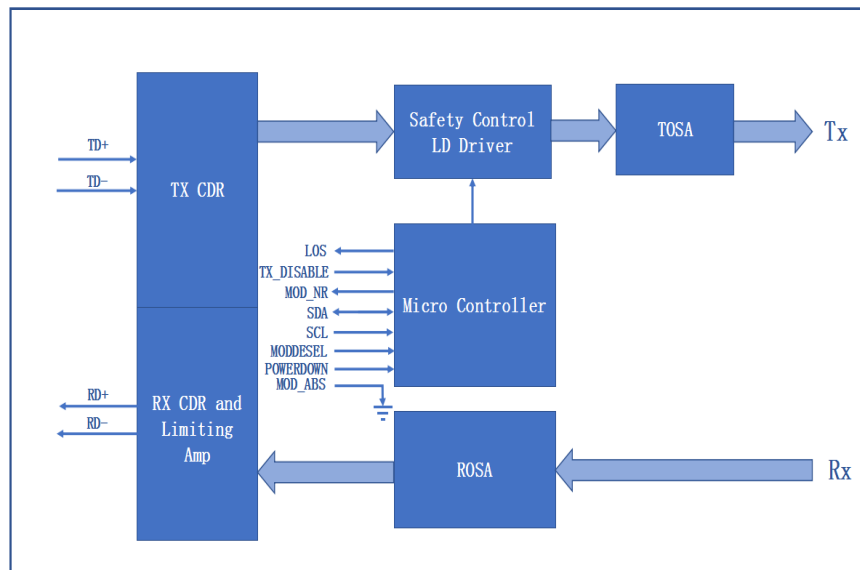 Safety Control
LD Driver
TOSA
Tx
TD+
TD-
TX CDR
LOS
TX_DISABLE
MOD_NR
SDA
SCL
MODDESEL
POWERDOWN
MOD_ABS
Micro Controller
RD+
RD-
RX CDR and
Limiting
Amp
ROSA
Rx